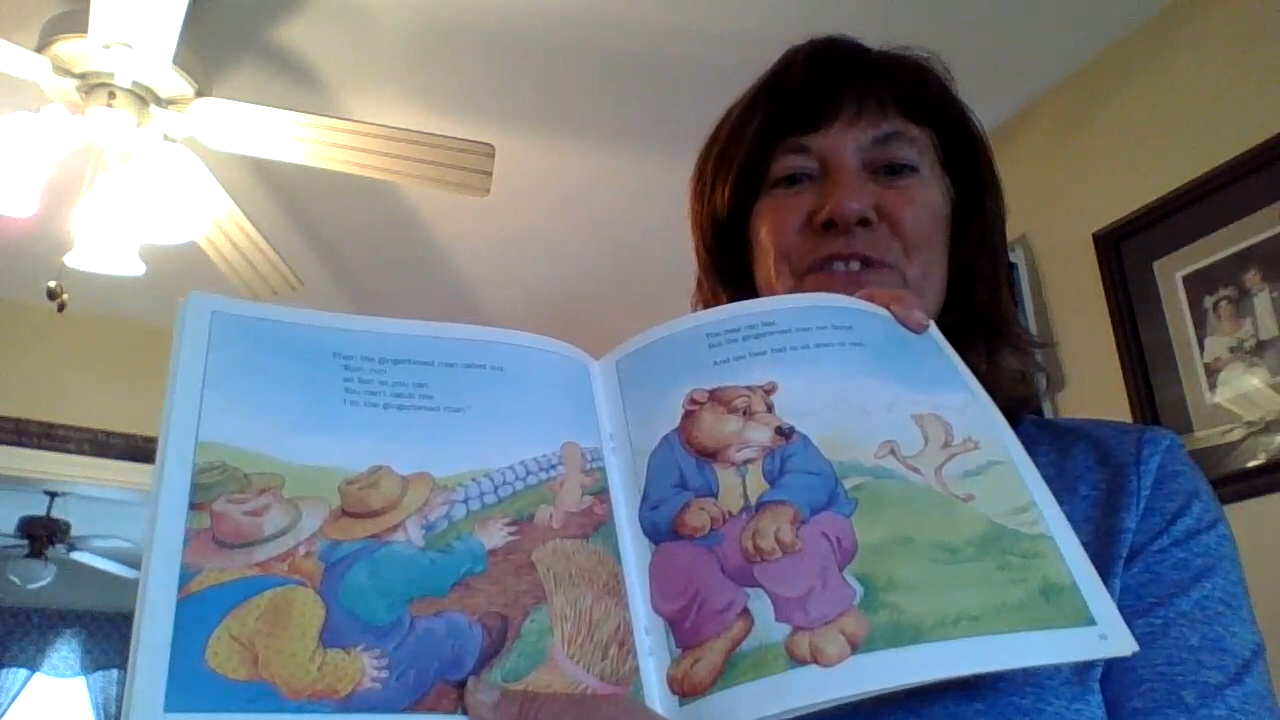 Then the gingerbread man called out,
"Run, run
as fast as you can.
You can't catch me.
I'm the gingerbread man."
The bear ran fast.
But the gingerbread man ran faster.
And the bear had to sit down to rest.